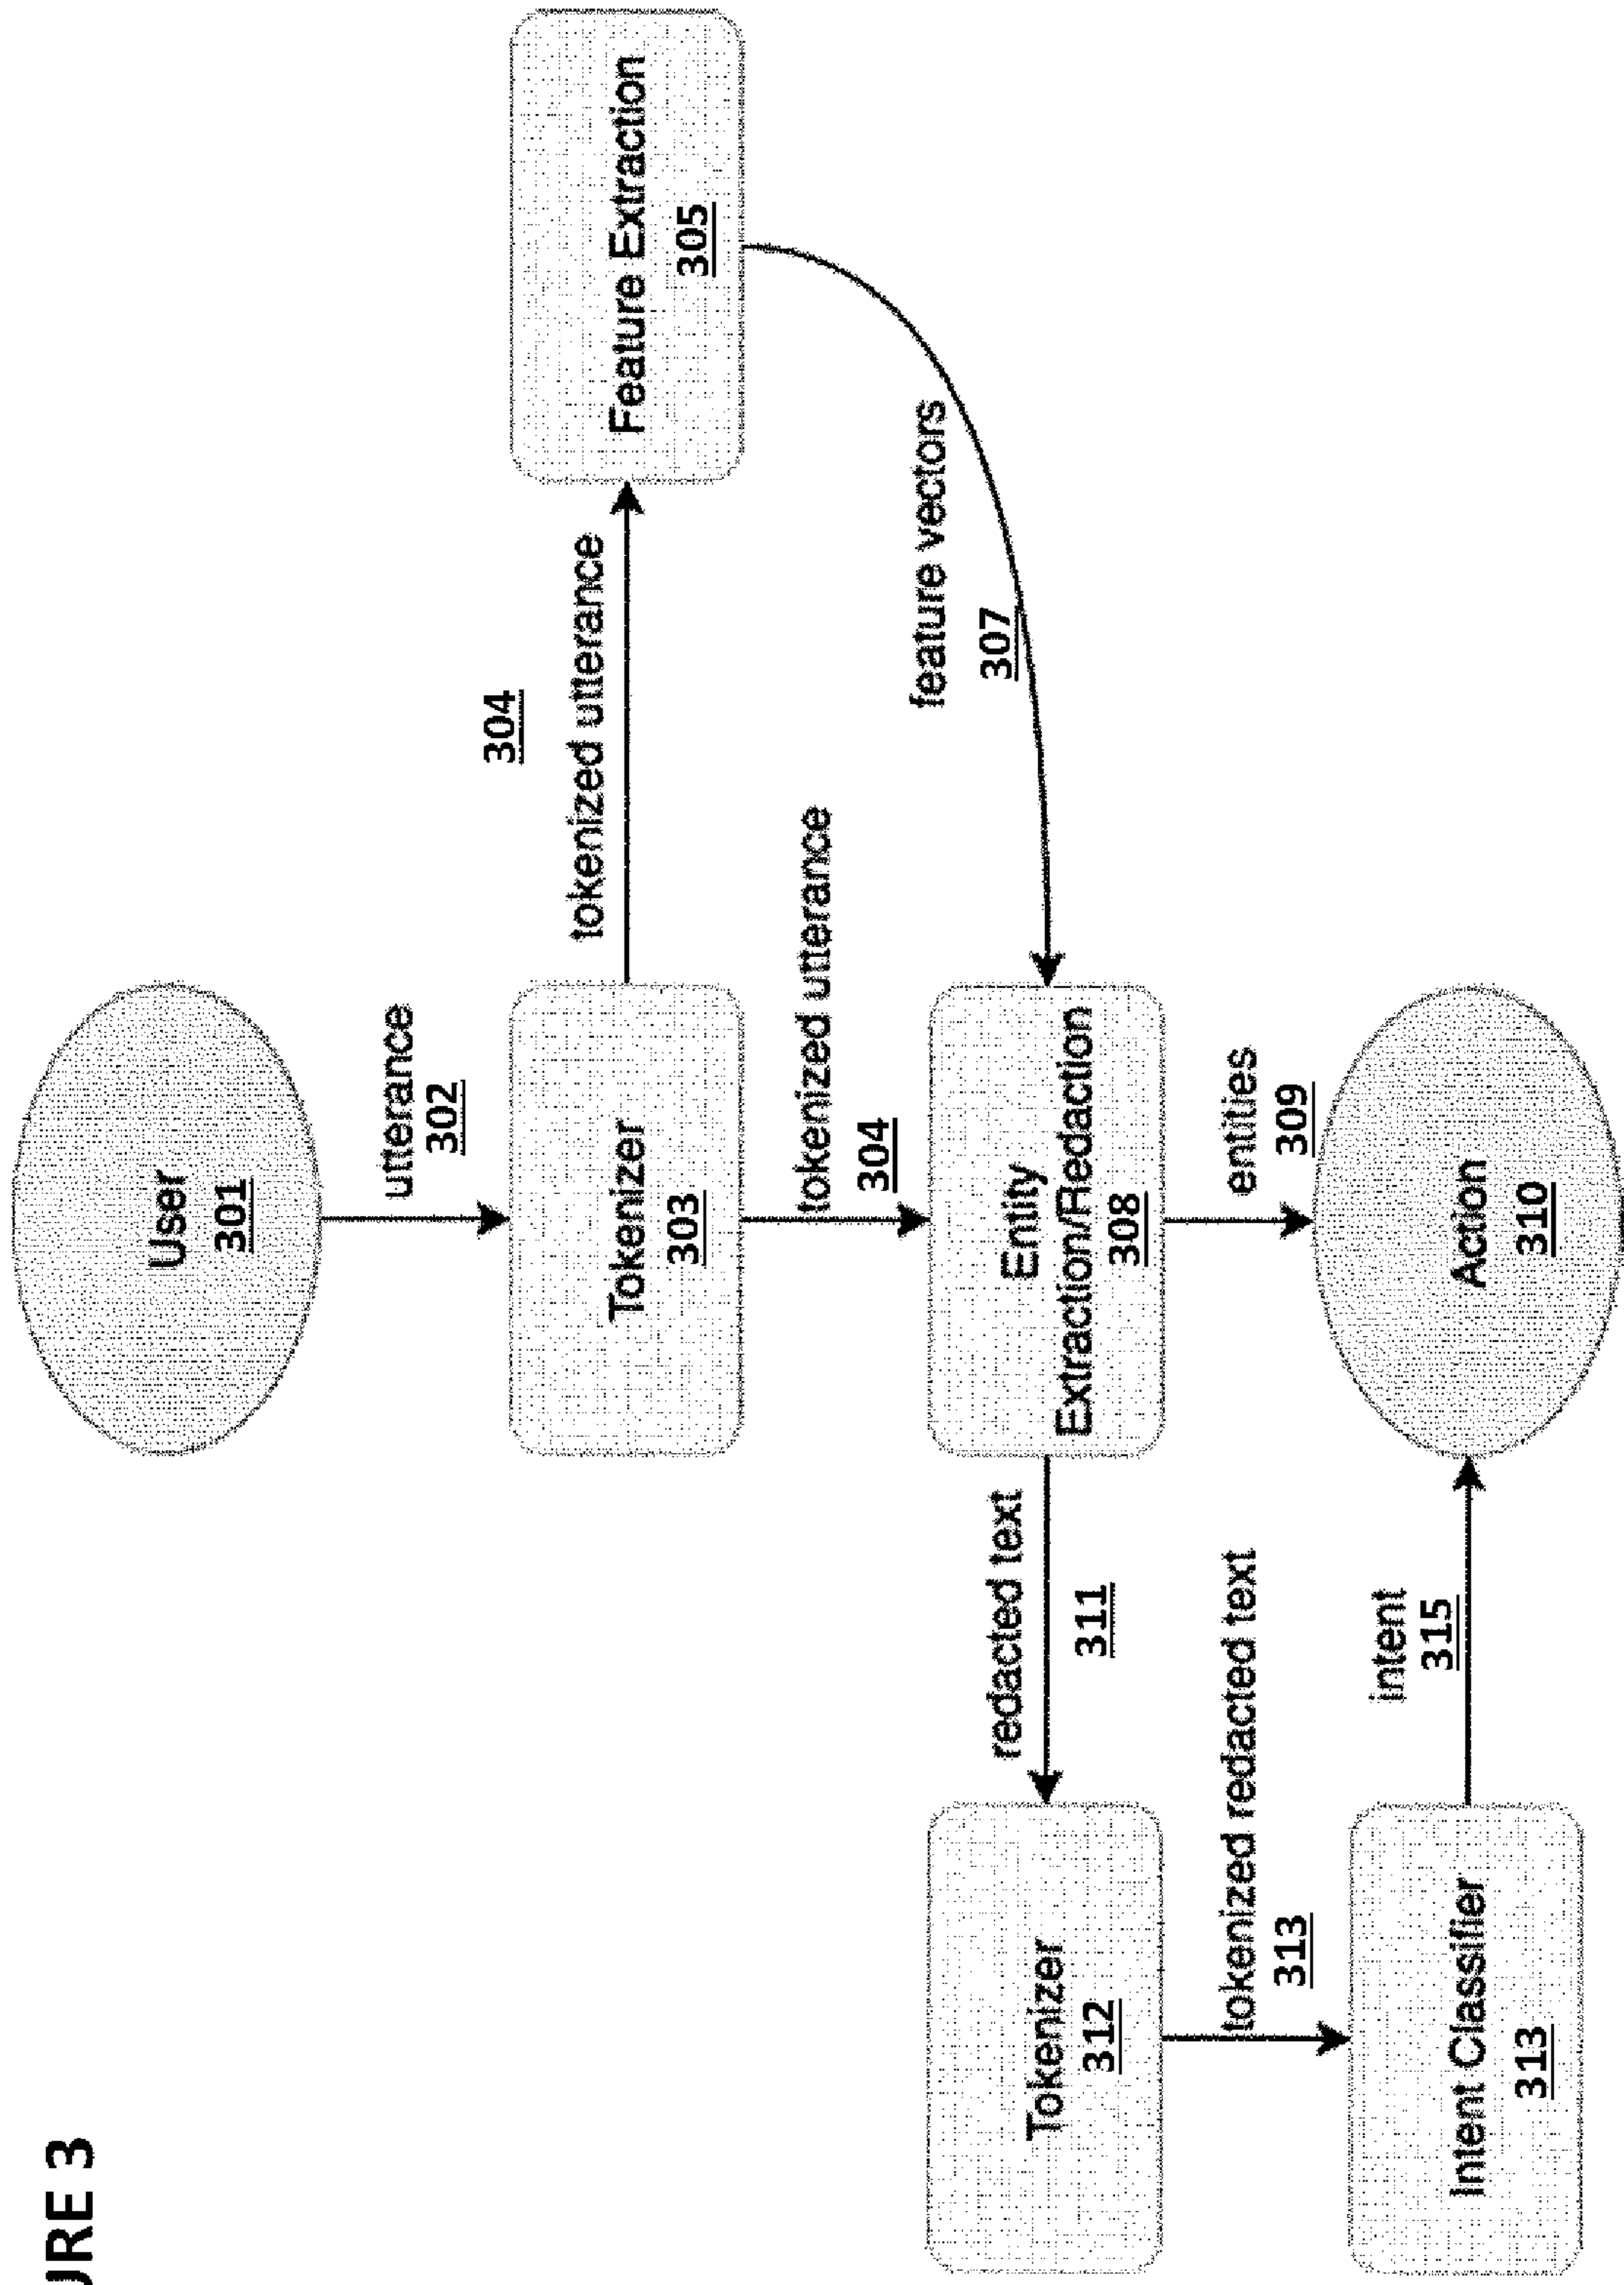 URE 3
User
301
utterance
302
304
tokenized utterance
Tokenizer
303
Feature Extraction
305
tokenized utterance
304
feature vectors
307
Tokenizer
312
redacted text
311
Entity
Extraction/Redaction
308
tokenized redacted text
313
entities
309
Intent Classifier
313
intent
315
Action
310